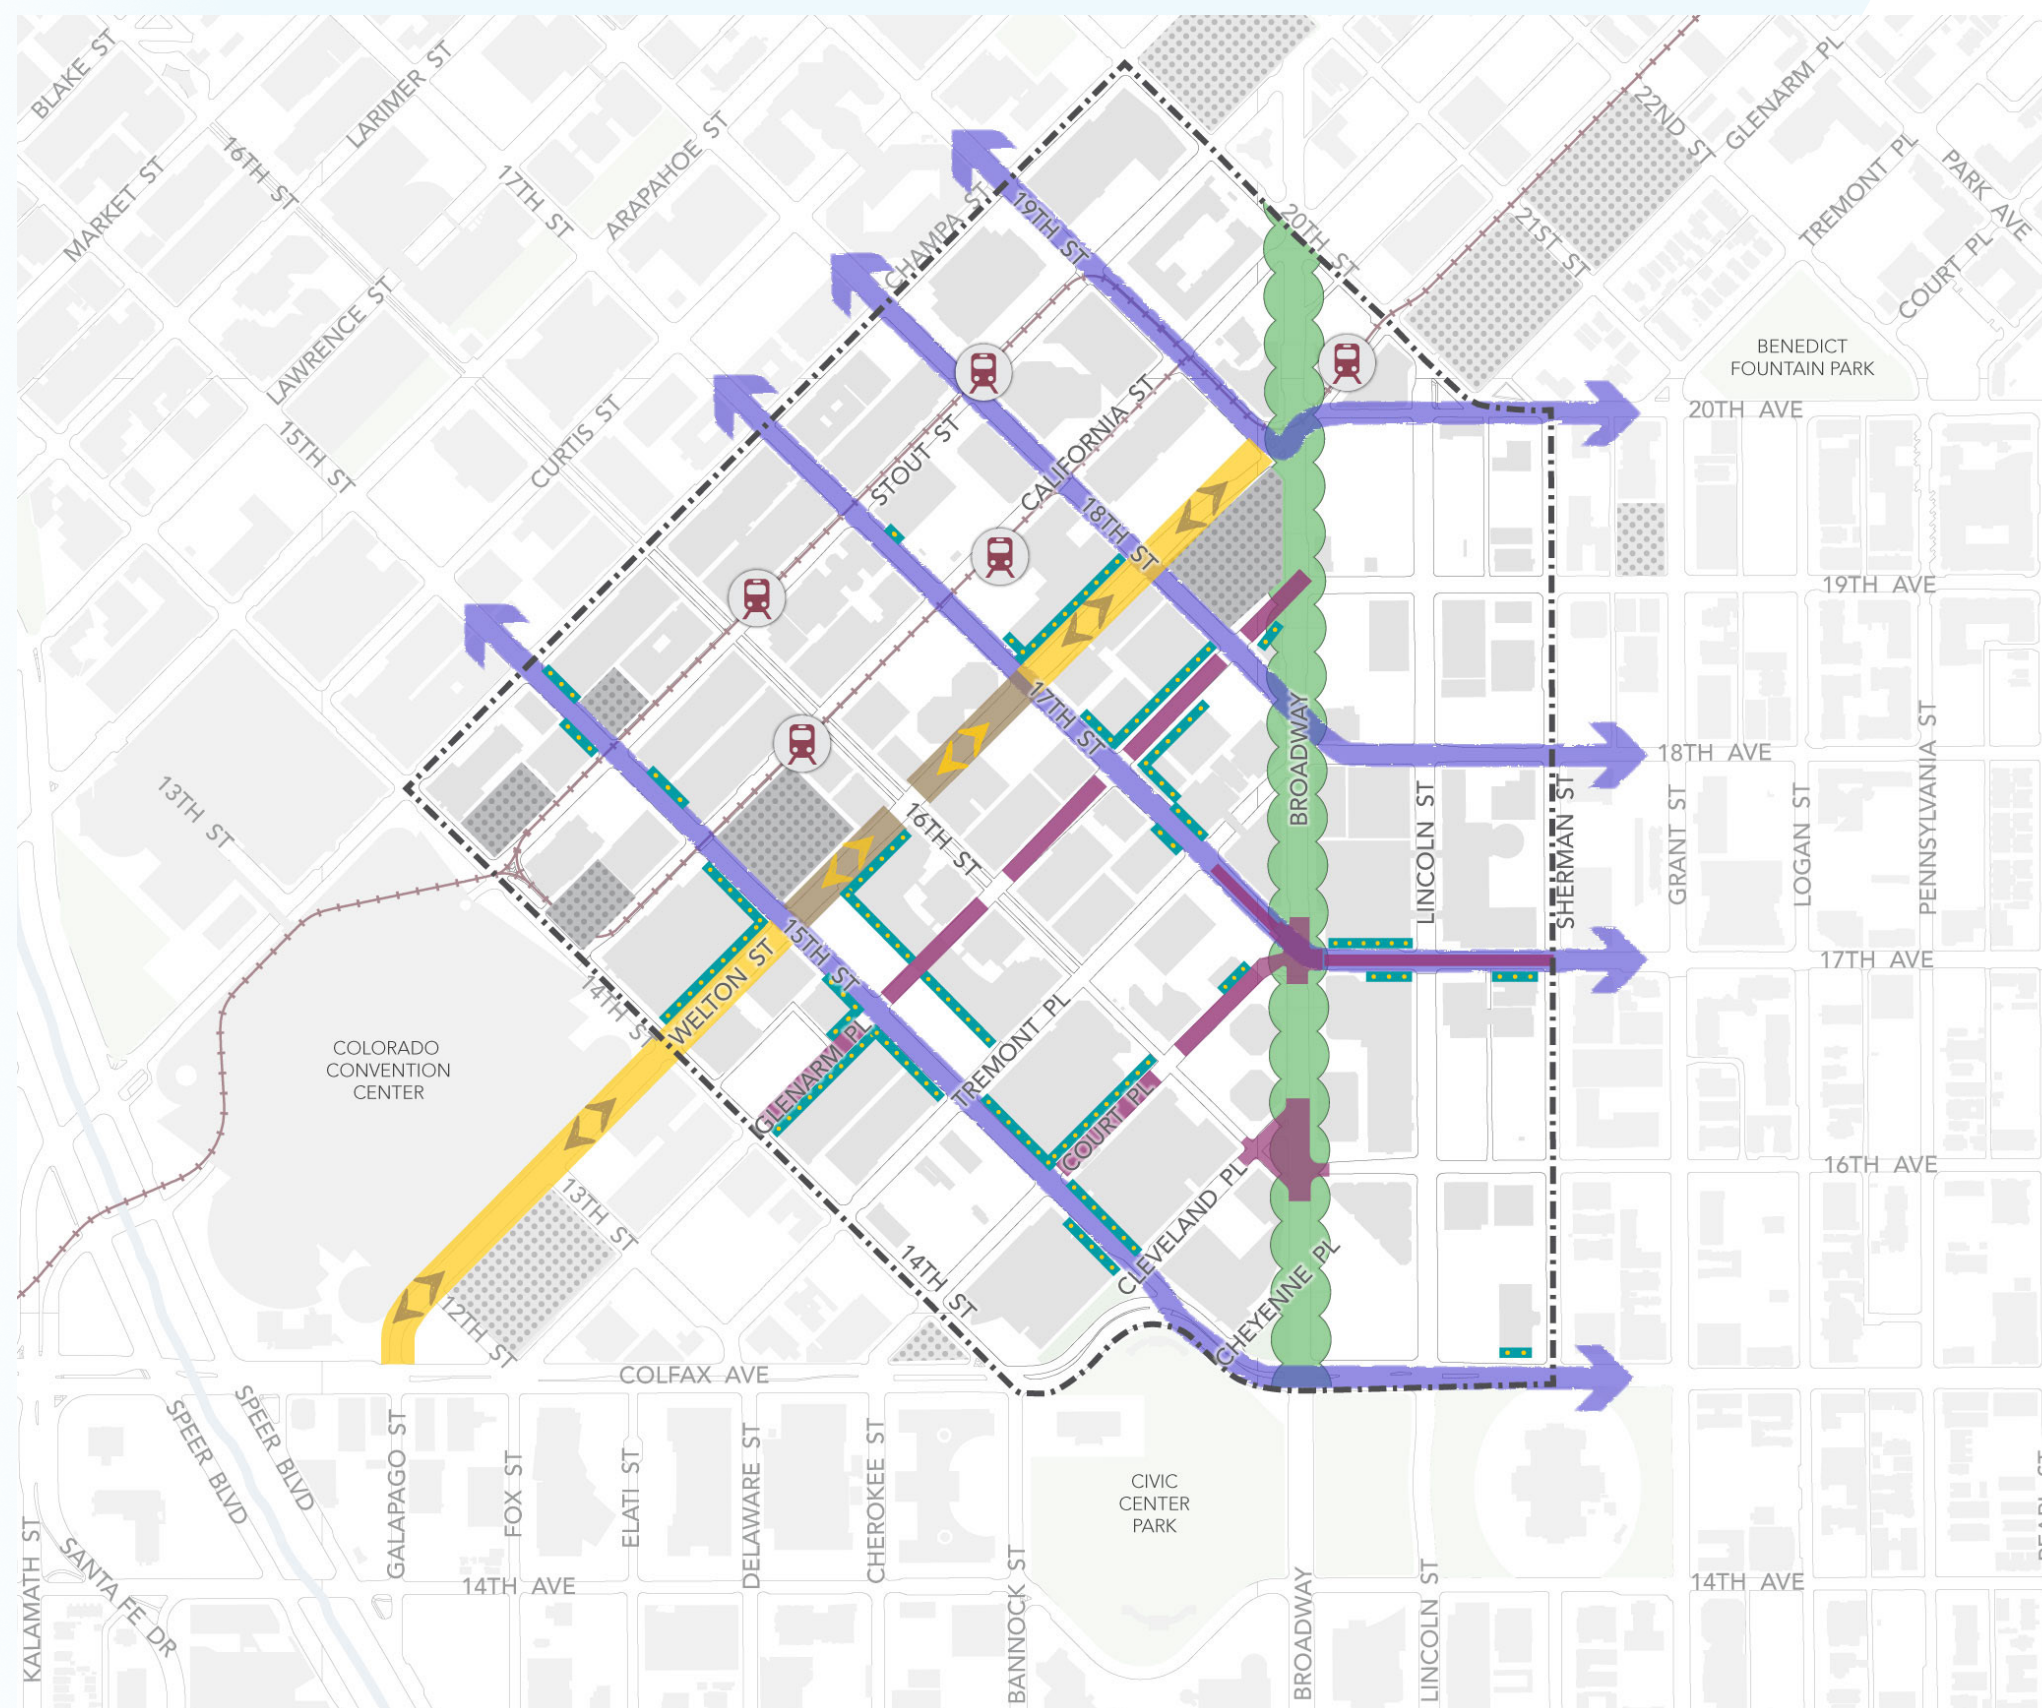 BLAKE ST
LARIMER ST
MARKET ST
16TH ST
17TH ST
ARAPAHOE ST
CHAMPA ST
19TH ST
20TH ST
22ND ST
GLENARM PL
TREMONT PL
PARK AVE
21ST ST
COURT PL
LAWRENCE ST
BENEDICT
FOUNTAIN PARK
20TH AVE
15TH ST
CURTIS ST
STOUT ST
CALIFORNIA ST
18TH ST
19TH AVE
17TH ST
BROADWAY
18TH AVE
LINCOLN ST
SHERMAN ST
GRANT ST
LOGAN ST
PENNSYLVANIA ST
13TH ST
16TH ST
15TH ST
WELTON ST
14TH ST
17TH AVE
COLORADO
CONVENTION
CENTER
GLENARM PL
TREMONT PL
COURT PL
16TH AVE
CLEVELAND PL
CHEYENNE PL
13TH ST
14TH ST
12TH ST
COLFAX AVE
SPEER BLVD
SPEER BLVD
GALAPAGO ST
FOX ST
ELATI ST
DELAWARE ST
CHEROKEE ST
CIVIC
CENTER
PARK
KALAMATH ST
SANTA FE DR
14TH AVE
BANNOCK ST
BROADWAY
LINCOLN ST
14TH AVE